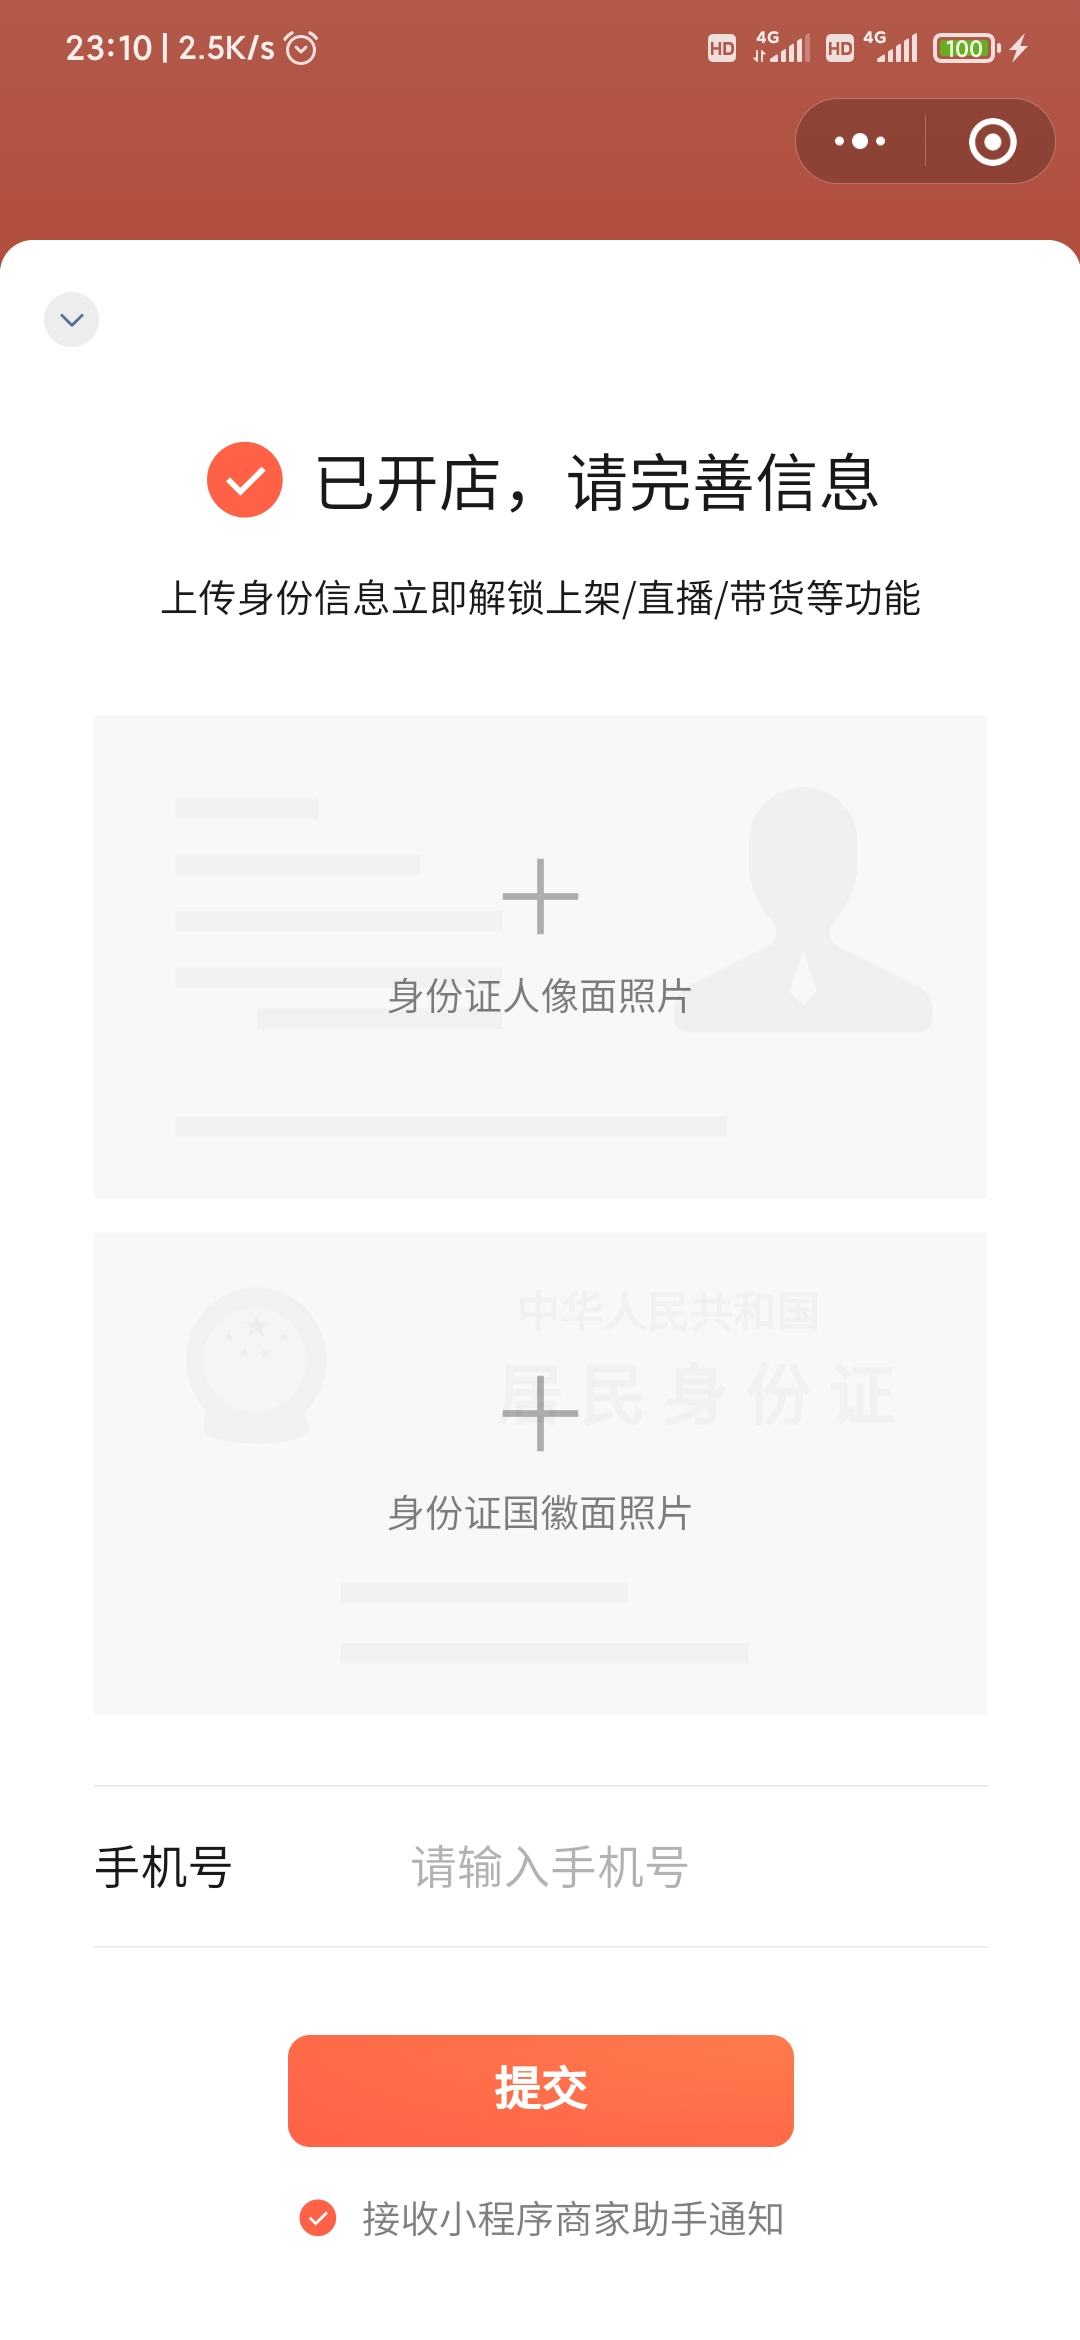 23:10 | 2.5K/s HD 4G HD 4G 100
已开店，请完善信息
上传身份信息立即解锁上架/直播/带货等功能
身份证人像面照片
中华人民共和国
居民身份证
身份证国徽面照片
手机号 请输入手机号
提交
接收小程序商家助手通知